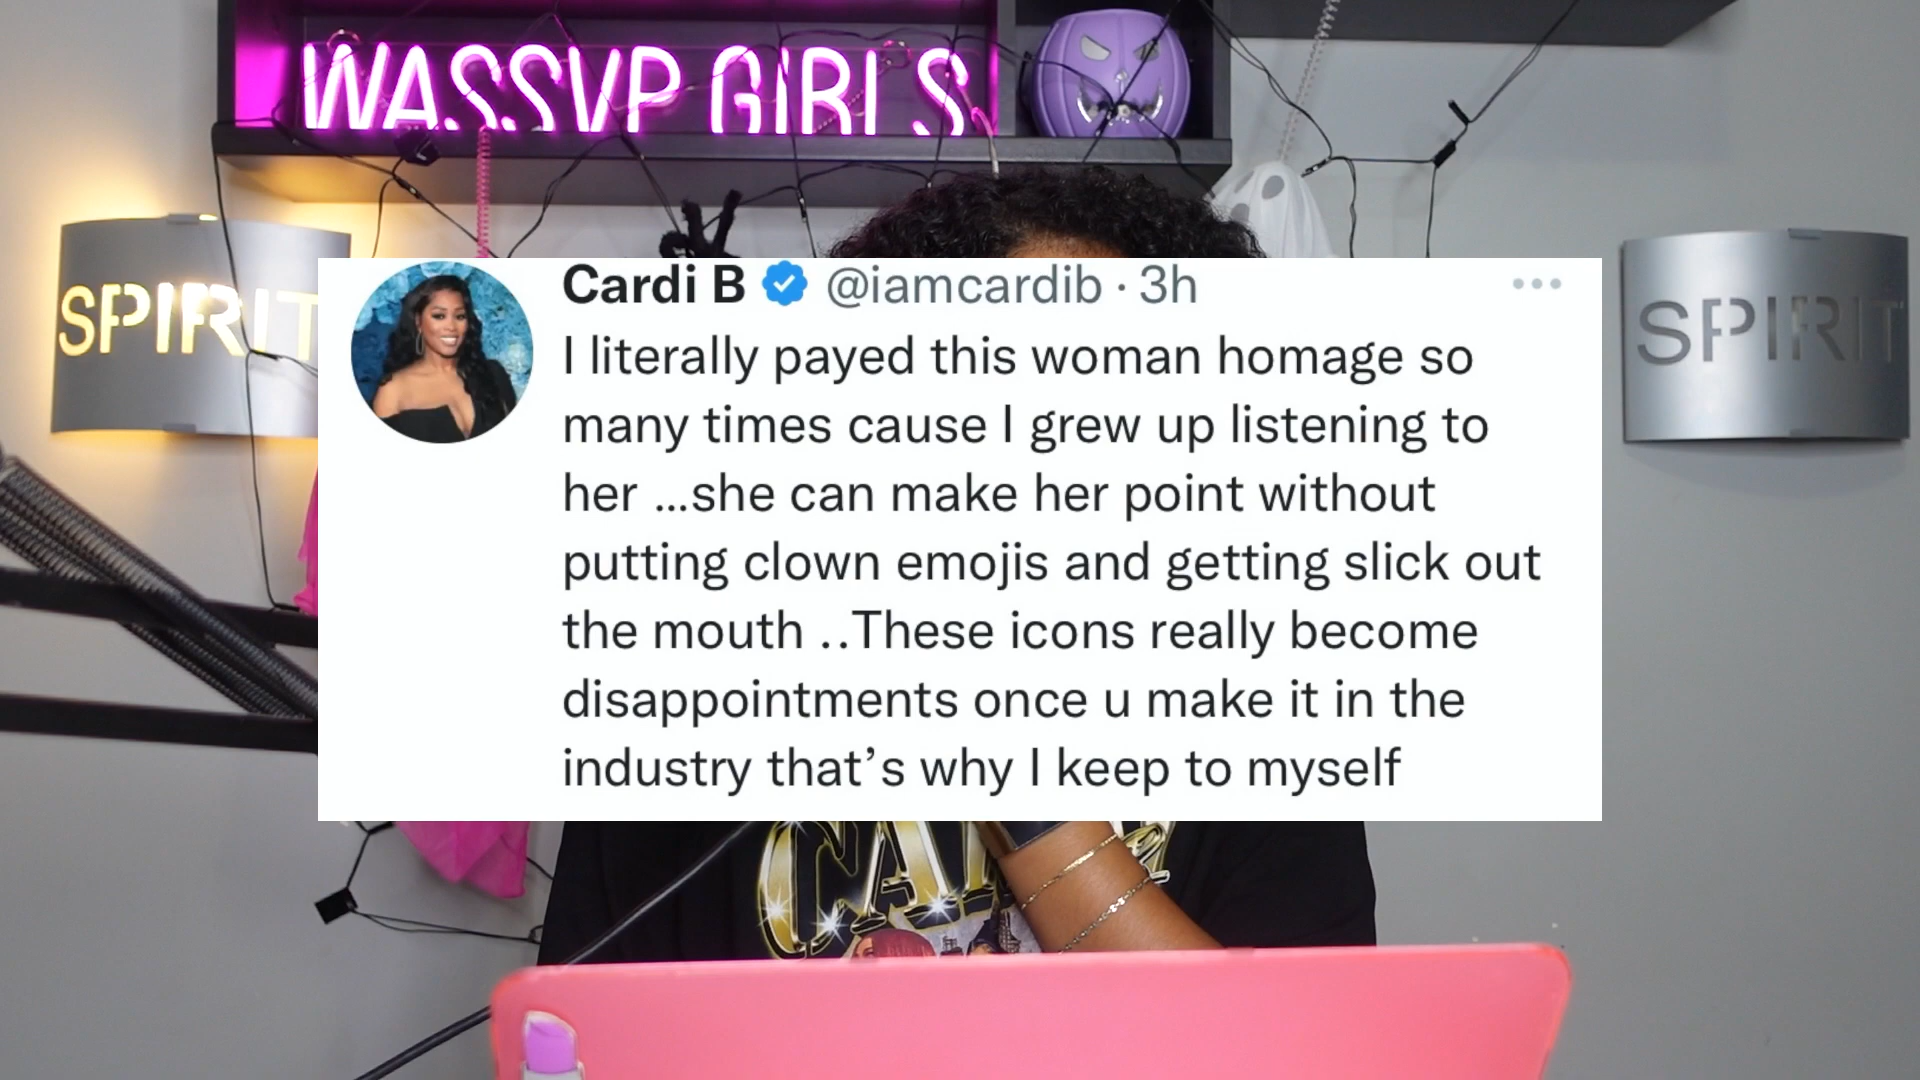 WASSVP GIRLS
SPIRIT
SPIRIT
Cardi B @iamcardib · 3h
I literally payed this woman homage so
many times cause I grew up listening to
her ...she can make her point without
putting clown emojis and getting slick out
the mouth ..These icons really become
disappointments once u make it in the
industry that's why I keep to myself